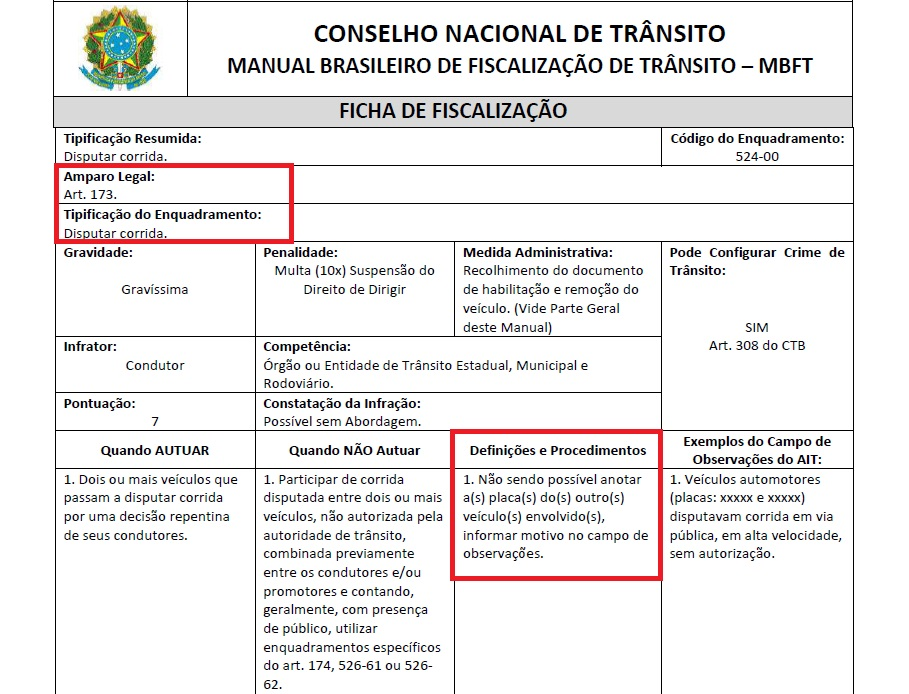 CONSELHO NACIONAL DE TRÂNSITO
MANUAL BRASILEIRO DE FISCALIZAÇÃO DE TRÂNSITO – MBFT
FICHA DE FISCALIZAÇÃO
Tipificação Resumida:
Disputar corrida.
Código do Enquadramento:
524-00
Amparo Legal:
Art. 173.
Tipificação do Enquadramento:
Disputar corrida.
Gravidade:
Gravíssima
Penalidade:
Multa (10x) Suspensão do
Direito de Dirigir
Medida Administrativa:
Recolhimento do documento
de habilitação e remoção do
veículo. (Vide Parte Geral
deste Manual)
Pode Configurar Crime de
Trânsito:
SIM
Art. 308 do CTB
Infrator:
Condutor
Competência:
Órgão ou Entidade de Trânsito Estadual, Municipal e
Rodoviário.
Pontuação:
7
Constatação da Infração:
Possível sem Abordagem.
Quando AUTUAR
Quando NÃO Autuar
Definições e Procedimentos
Exemplos do Campo de
Observações do AIT:
1. Dois ou mais veículos que
passam a disputar corrida
por uma decisão repentina
de seus condutores.
1. Participar de corrida
disputada entre dois ou mais
veículos, não autorizada pela
autoridade de trânsito,
combinada previamente
entre os condutores e/ou
promotores e contando,
geralmente, com presença
de público, utilizar
enquadramentos específicos
do art. 174, 526-61 ou 526-
62.
1. Não sendo possível anotar
a(s) placa(s) do(s) outro(s)
veículo(s) envolvido(s),
informar motivo no campo de
observações.
1. Veículos automotores
(placas: xxxxx e xxxxx)
disputavam corrida em via
pública, em alta velocidade,
sem autorização.